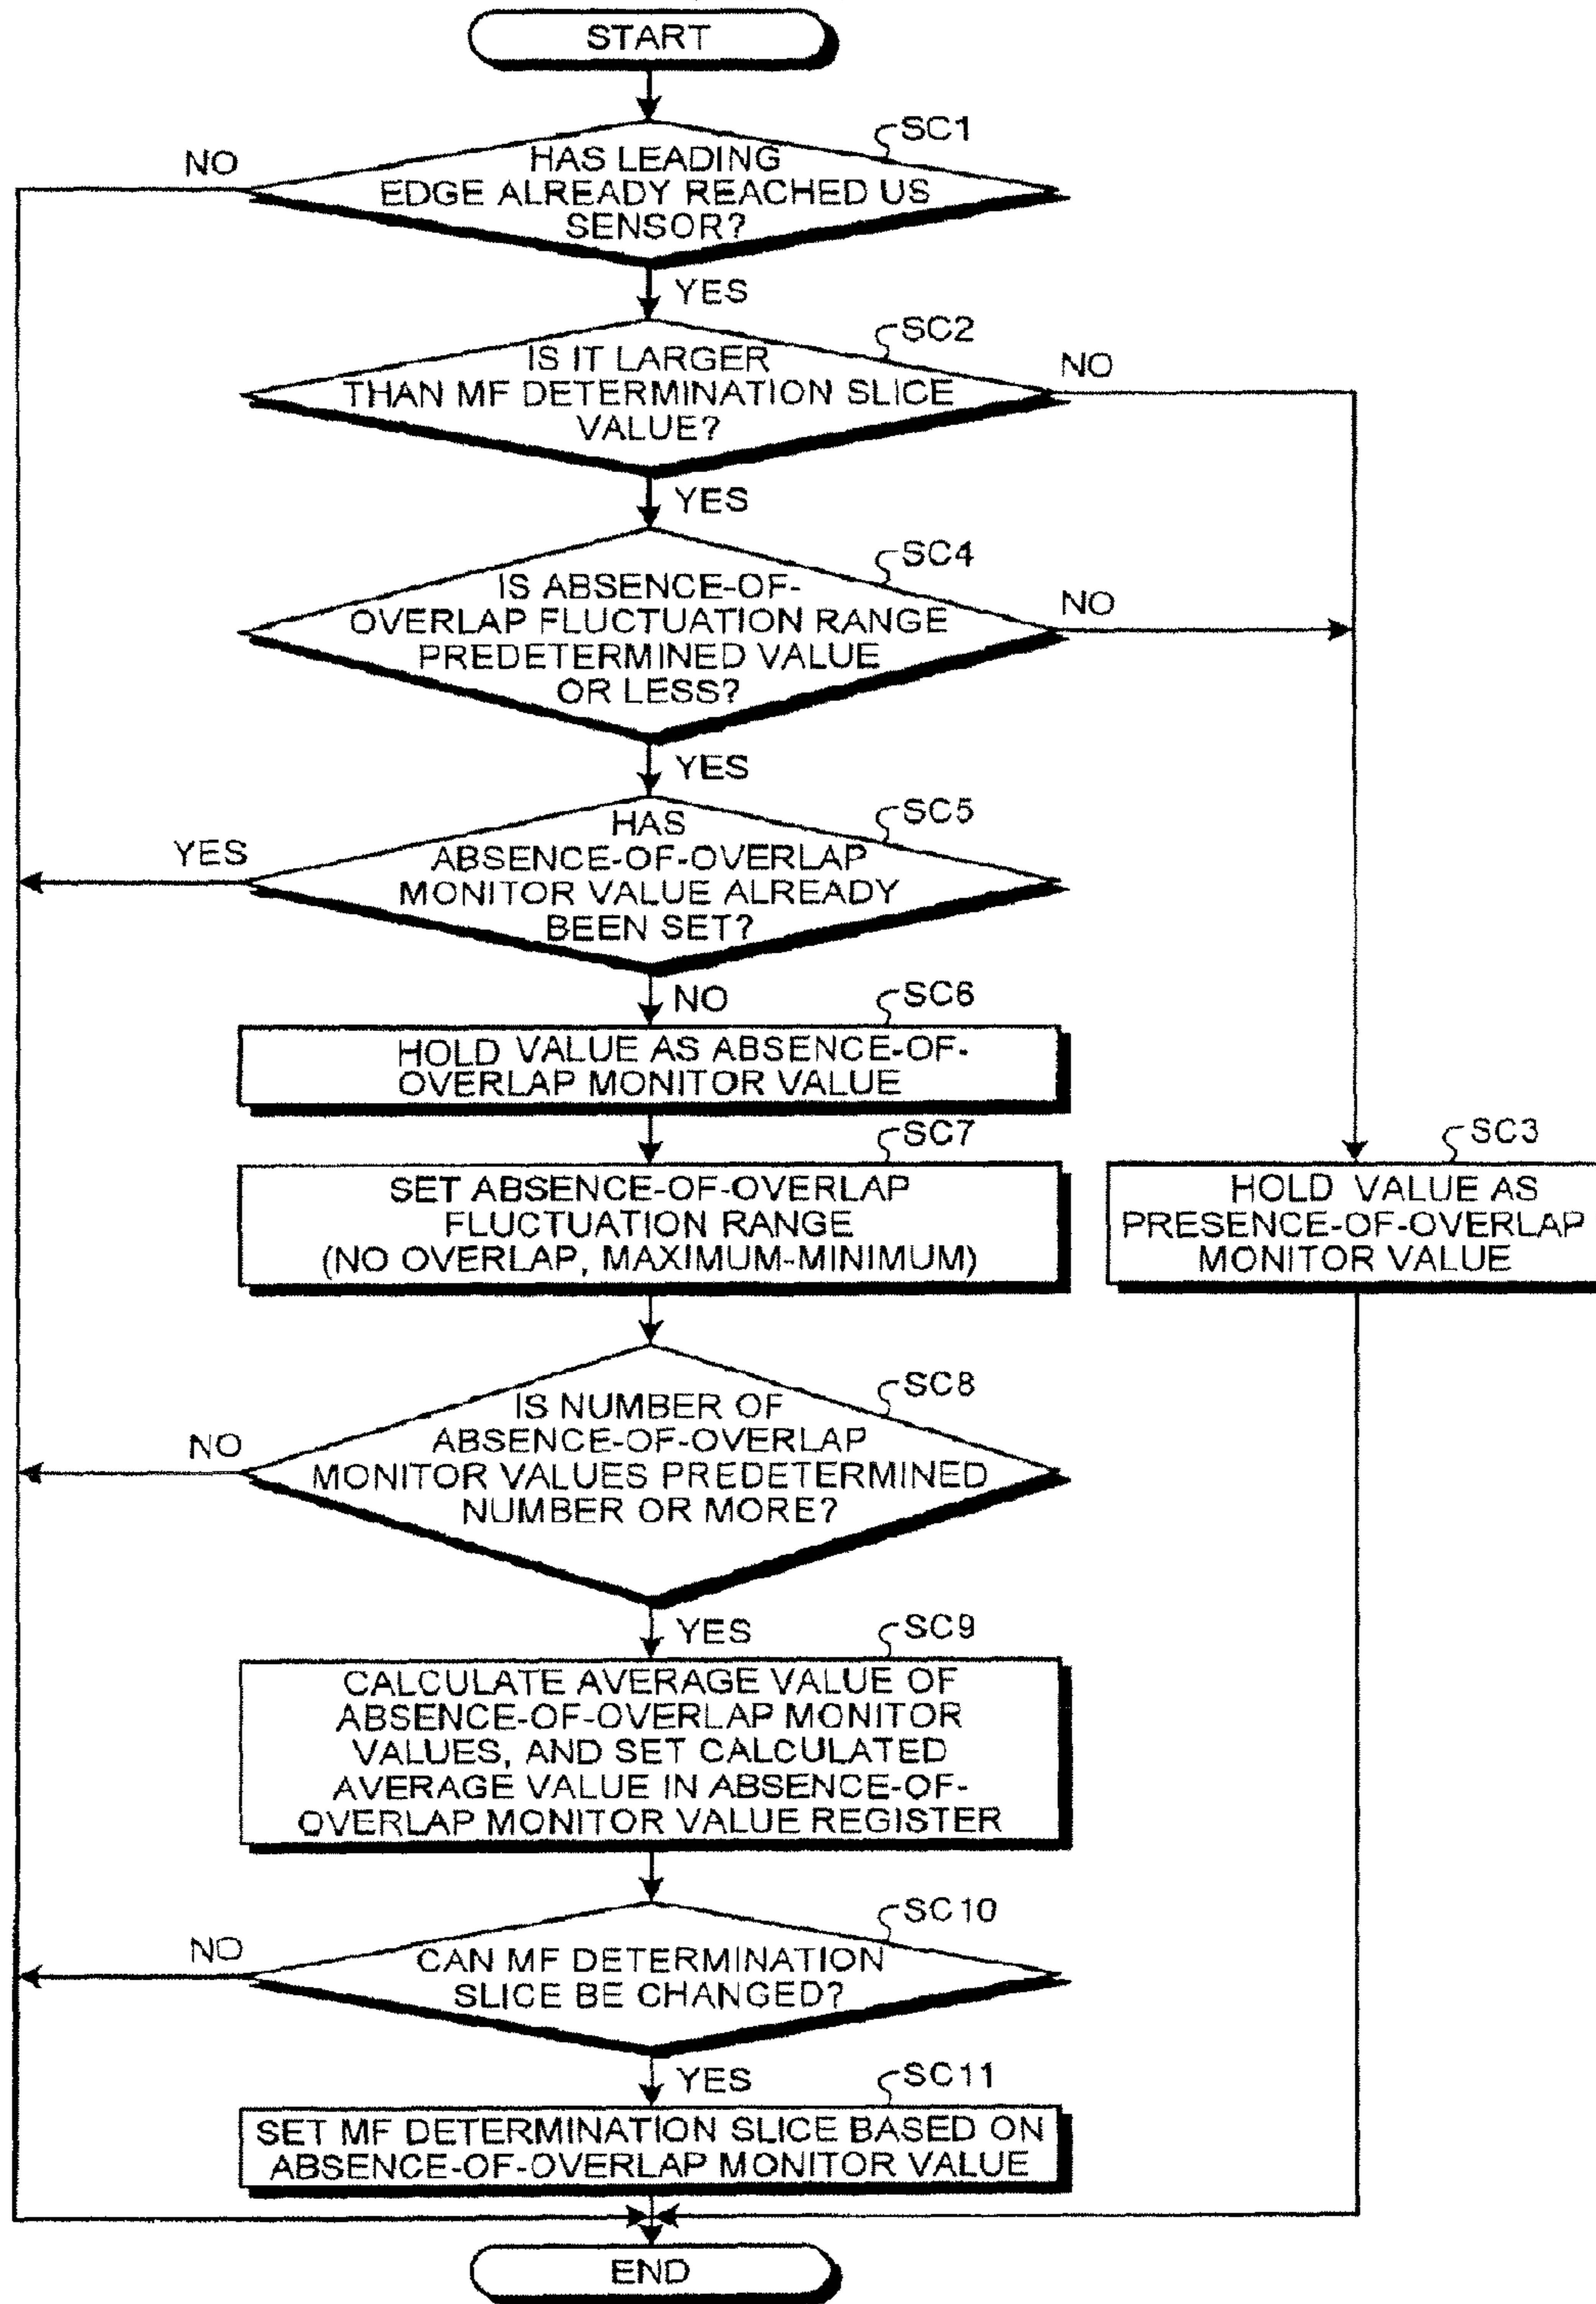 START
SC1
NO
HAS LEADING
EDGE ALREADY REACHED US
SENSOR?
YES
SC2
IS IT LARGER
THAN MF DETERMINATION SLICE
VALUE?
NO
YES
SC4
IS ABSENCE-OF-
OVERLAP FLUCTUATION RANGE
PREDETERMINED VALUE
OR LESS?
NO
YES
SC5
YES
HAS
ABSENCE-OF-OVERLAP
MONITOR VALUE ALREADY
BEEN SET?
NO
SC6
HOLD VALUE AS ABSENCE-OF-
OVERLAP MONITOR VALUE
SC7
SET ABSENCE-OF-OVERLAP
FLUCTUATION RANGE
(NO OVERLAP, MAXIMUM-MINIMUM)
SC3
HOLD VALUE AS
PRESENCE-OF-OVERLAP
MONITOR VALUE
SC8
NO
IS NUMBER OF
ABSENCE-OF-OVERLAP
MONITOR VALUES PREDETERMINED
NUMBER OR MORE?
YES
SC9
CALCULATE AVERAGE VALUE OF
ABSENCE-OF-OVERLAP MONITOR
VALUES, AND SET CALCULATED
AVERAGE VALUE IN ABSENCE-OF-
OVERLAP MONITOR VALUE REGISTER
SC10
NO
CAN MF DETERMINATION
SLICE BE CHANGED?
YES
SC11
SET MF DETERMINATION SLICE BASED ON
ABSENCE-OF-OVERLAP MONITOR VALUE
END